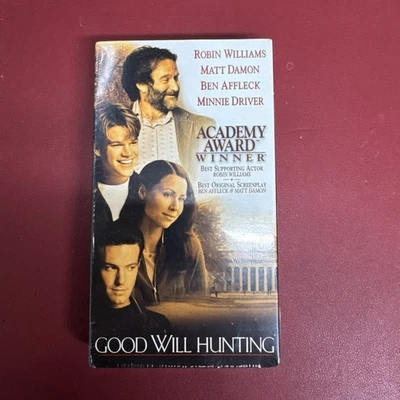 ROBIN WILLIAMS
MATT DAMON
BEN AFFLECK
MINNIE DRIVER
ACADEMY
AWARD™
WINNER
BEST SUPPORTING ACTOR
ROBIN WILLIAMS
BEST ORIGINAL SCREENPLAY
BEN AFFLECK & MATT DAMON
GOOD WILL HUNTING